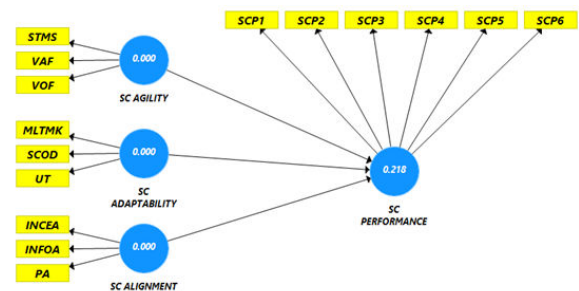 SCP1 SCP2 SCP3 SCP4 SCP5 SCP6
STMS
VAF
VOF
0.000
SC AGILITY
MLTMK
SCOD
UT
0.000
SC
ADAPTABILITY
0.218
SC
PERFORMANCE
INCEA
INFOA
PA
0.000
SC ALIGNMENT